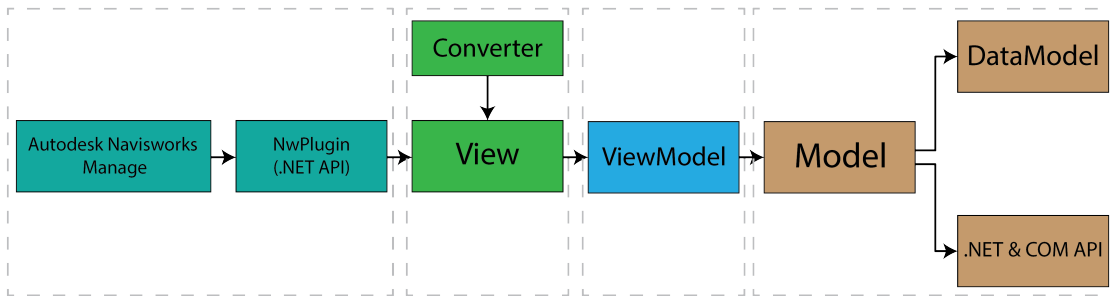 Converter
DataModel
Autodesk Navisworks
Manage
NwPlugin
(.NET API)
View
ViewModel
Model
.NET & COM API